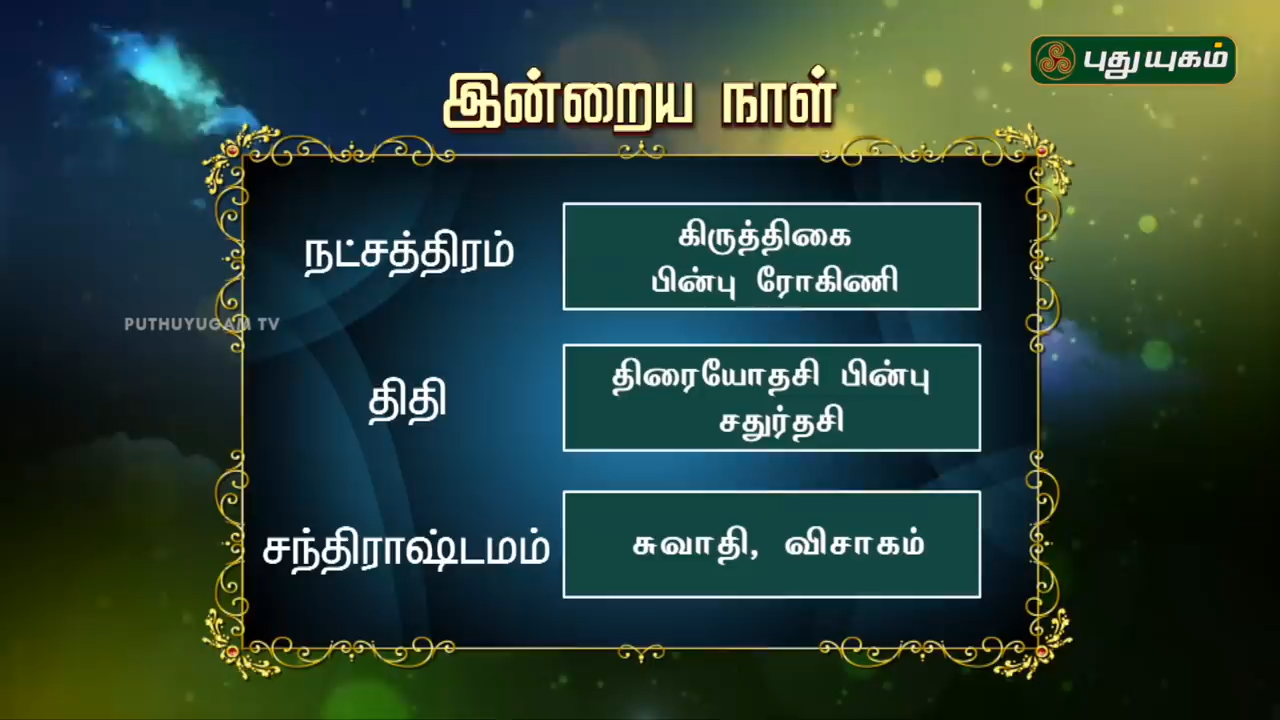 புதுயுகம்
இன்றைய நாள்
நட்சத்திரம்
கிருத்திகை
பின்பு ரோகிணி
PUTHUYUGAM TV
திதி
திரையோதசி பின்பு
சதுர்தசி
சந்திராஷ்டமம்
சுவாதி, விசாகம்